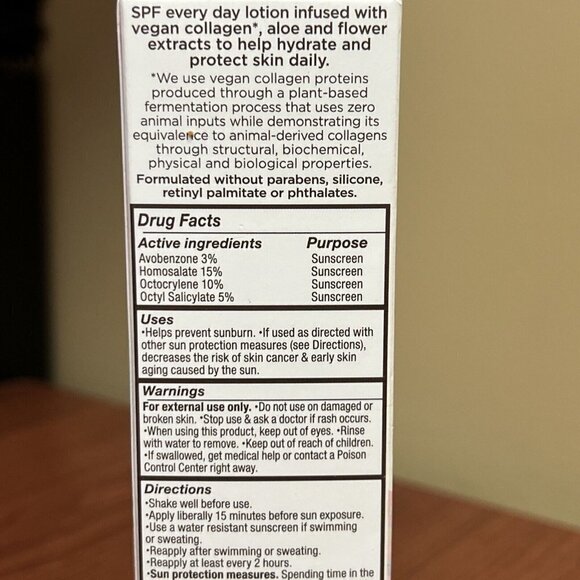 SPF every day lotion infused with
vegan collagen*, aloe and flower
extracts to help hydrate and
protect skin daily.
*We use vegan collagen proteins
produced through a plant-based
fermentation process that uses zero
animal inputs while demonstrating its
equivalence to animal-derived collagens
through structural, biochemical,
physical and biological properties.
Formulated without parabens, silicone,
retinyl palmitate or phthalates.
Drug Facts
Active ingredients Purpose
Avobenzone 3% Sunscreen
Homosalate 15% Sunscreen
Octocrylene 10% Sunscreen
Octyl Salicylate 5% Sunscreen
Uses
•Helps prevent sunburn. •If used as directed with
other sun protection measures (see Directions),
decreases the risk of skin cancer & early skin
aging caused by the sun.
Warnings
For external use only. •Do not use on damaged or
broken skin. •Stop use & ask a doctor if rash occurs.
•When using this product, keep out of eyes. •Rinse
with water to remove. •Keep out of reach of children.
•If swallowed, get medical help or contact a Poison
Control Center right away.
Directions
•Shake well before use.
•Apply liberally 15 minutes before sun exposure.
•Use a water resistant sunscreen if swimming
or sweating.
•Reapply after swimming or sweating.
•Reapply at least every 2 hours.
•Sun protection measures. Spending time in the